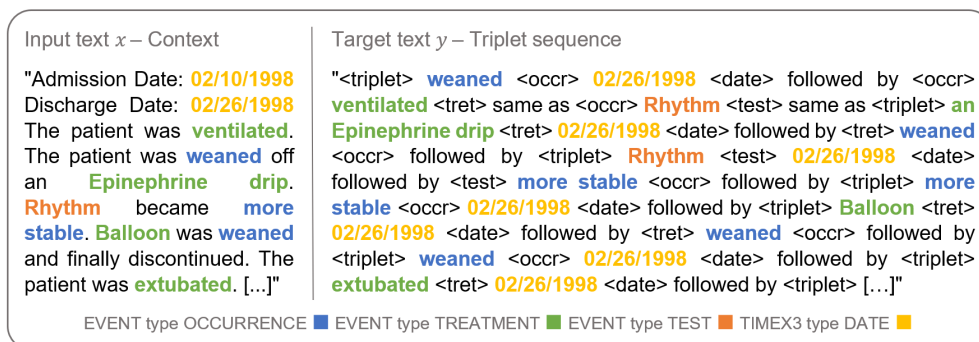 Input text x – Context
"Admission Date: 02/10/1998
Discharge Date: 02/26/1998
The patient was ventilated.
The patient was weaned off
an Epinephrine drip.
Rhythm became more
stable. Balloon was weaned
and finally discontinued. The
patient was extubated. [...]"
Target text y – Triplet sequence
"<triplet> weaned <occr> 02/26/1998 <date> followed by <occr>
ventilated <tret> same as <occr> Rhythm <test> same as <triplet> an
Epinephrine drip <tret> 02/26/1998 <date> followed by <tret> weaned
<occr> followed by <triplet> Rhythm <test> 02/26/1998 <date>
followed by <test> more stable <occr> followed by <triplet> more
stable <occr> 02/26/1998 <date> followed by <triplet> Balloon <tret>
02/26/1998 <date> followed by <tret> weaned <occr> followed by
<triplet> weaned <occr> 02/26/1998 <date> followed by <triplet>
extubated <tret> 02/26/1998 <date> followed by <triplet> […]"
EVENT type OCCURRENCE EVENT type TREATMENT EVENT type TEST TIMEX3 type DATE